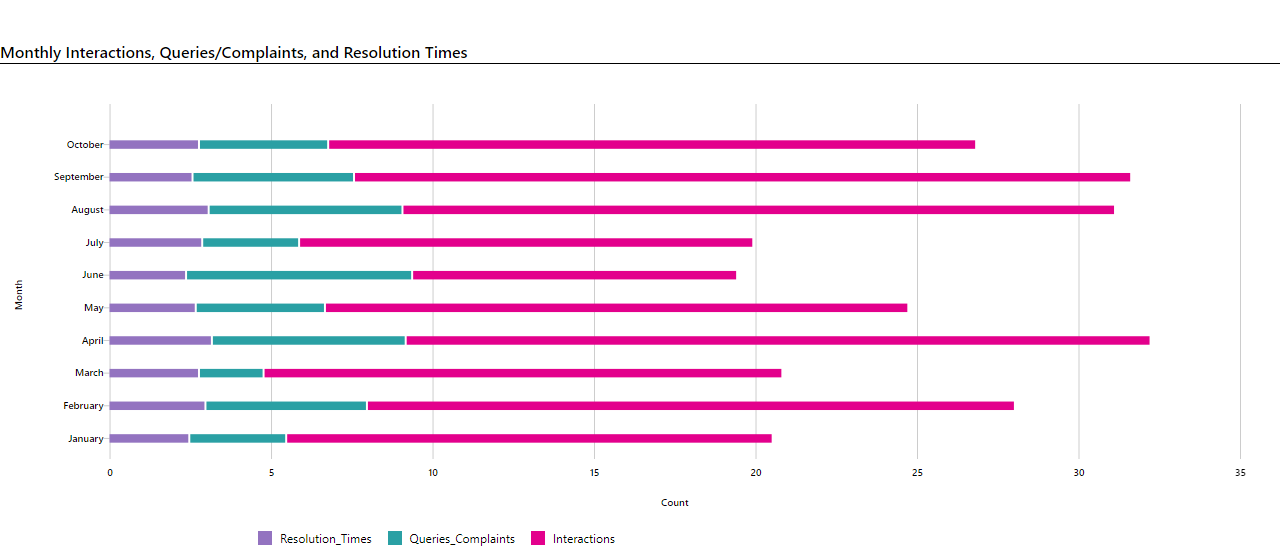 Monthly Interactions, Queries/Complaints, and Resolution Times
October
September
August
July
June
May
April
March
February
January
Month
0 5 10 15 20 25 30 35
Count
Resolution_Times Queries_Complaints Interactions